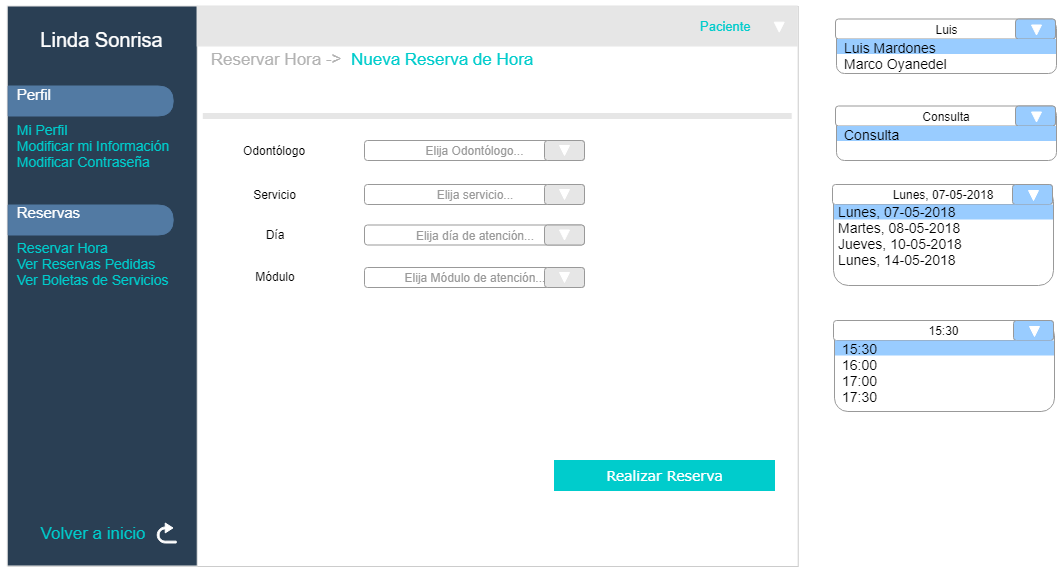 Linda Sonrisa
Perfil
Mi Perfil
Modificar mi Información
Modificar Contraseña
Reservas
Reservar Hora
Ver Reservas Pedidas
Ver Boletas de Servicios
Volver a inicio
Paciente
Reservar Hora -> Nueva Reserva de Hora
Odontólogo Elija Odontólogo...
Servicio Elija servicio...
Día Elija día de atención...
Módulo Elija Módulo de atención...
Realizar Reserva
Luis
Luis Mardones
Marco Oyanedel
Consulta
Consulta
Lunes, 07-05-2018
Lunes, 07-05-2018
Martes, 08-05-2018
Jueves, 10-05-2018
Lunes, 14-05-2018
15:30
15:30
16:00
17:00
17:30